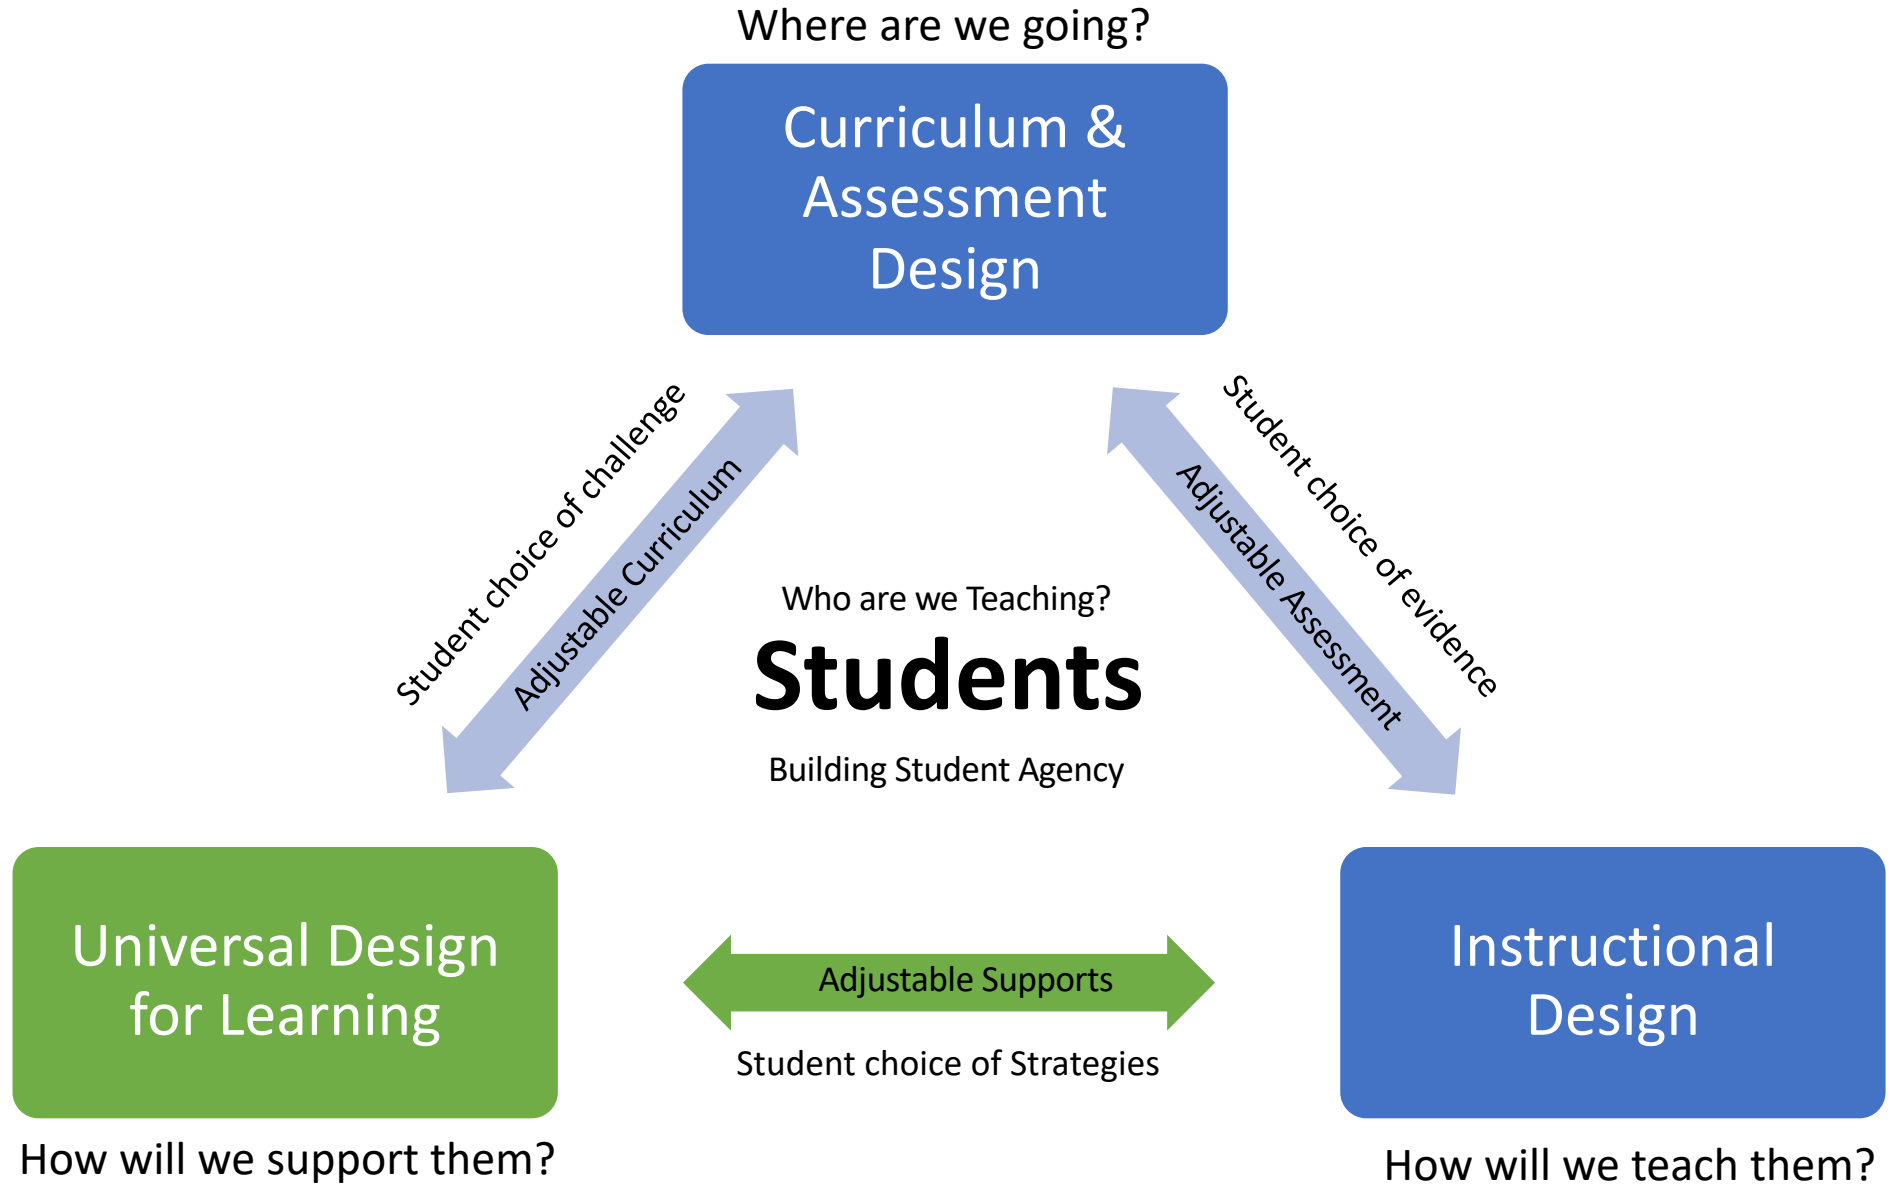 Where are we going?
Curriculum &
Assessment
Design
Student choice of challenge
Adjustable Curriculum
Adjustable Assessment
Student choice of evidence
Who are we Teaching?
Students
Building Student Agency
Universal Design
for Learning
Adjustable Supports
Student choice of Strategies
Instructional
Design
How will we support them?
How will we teach them?